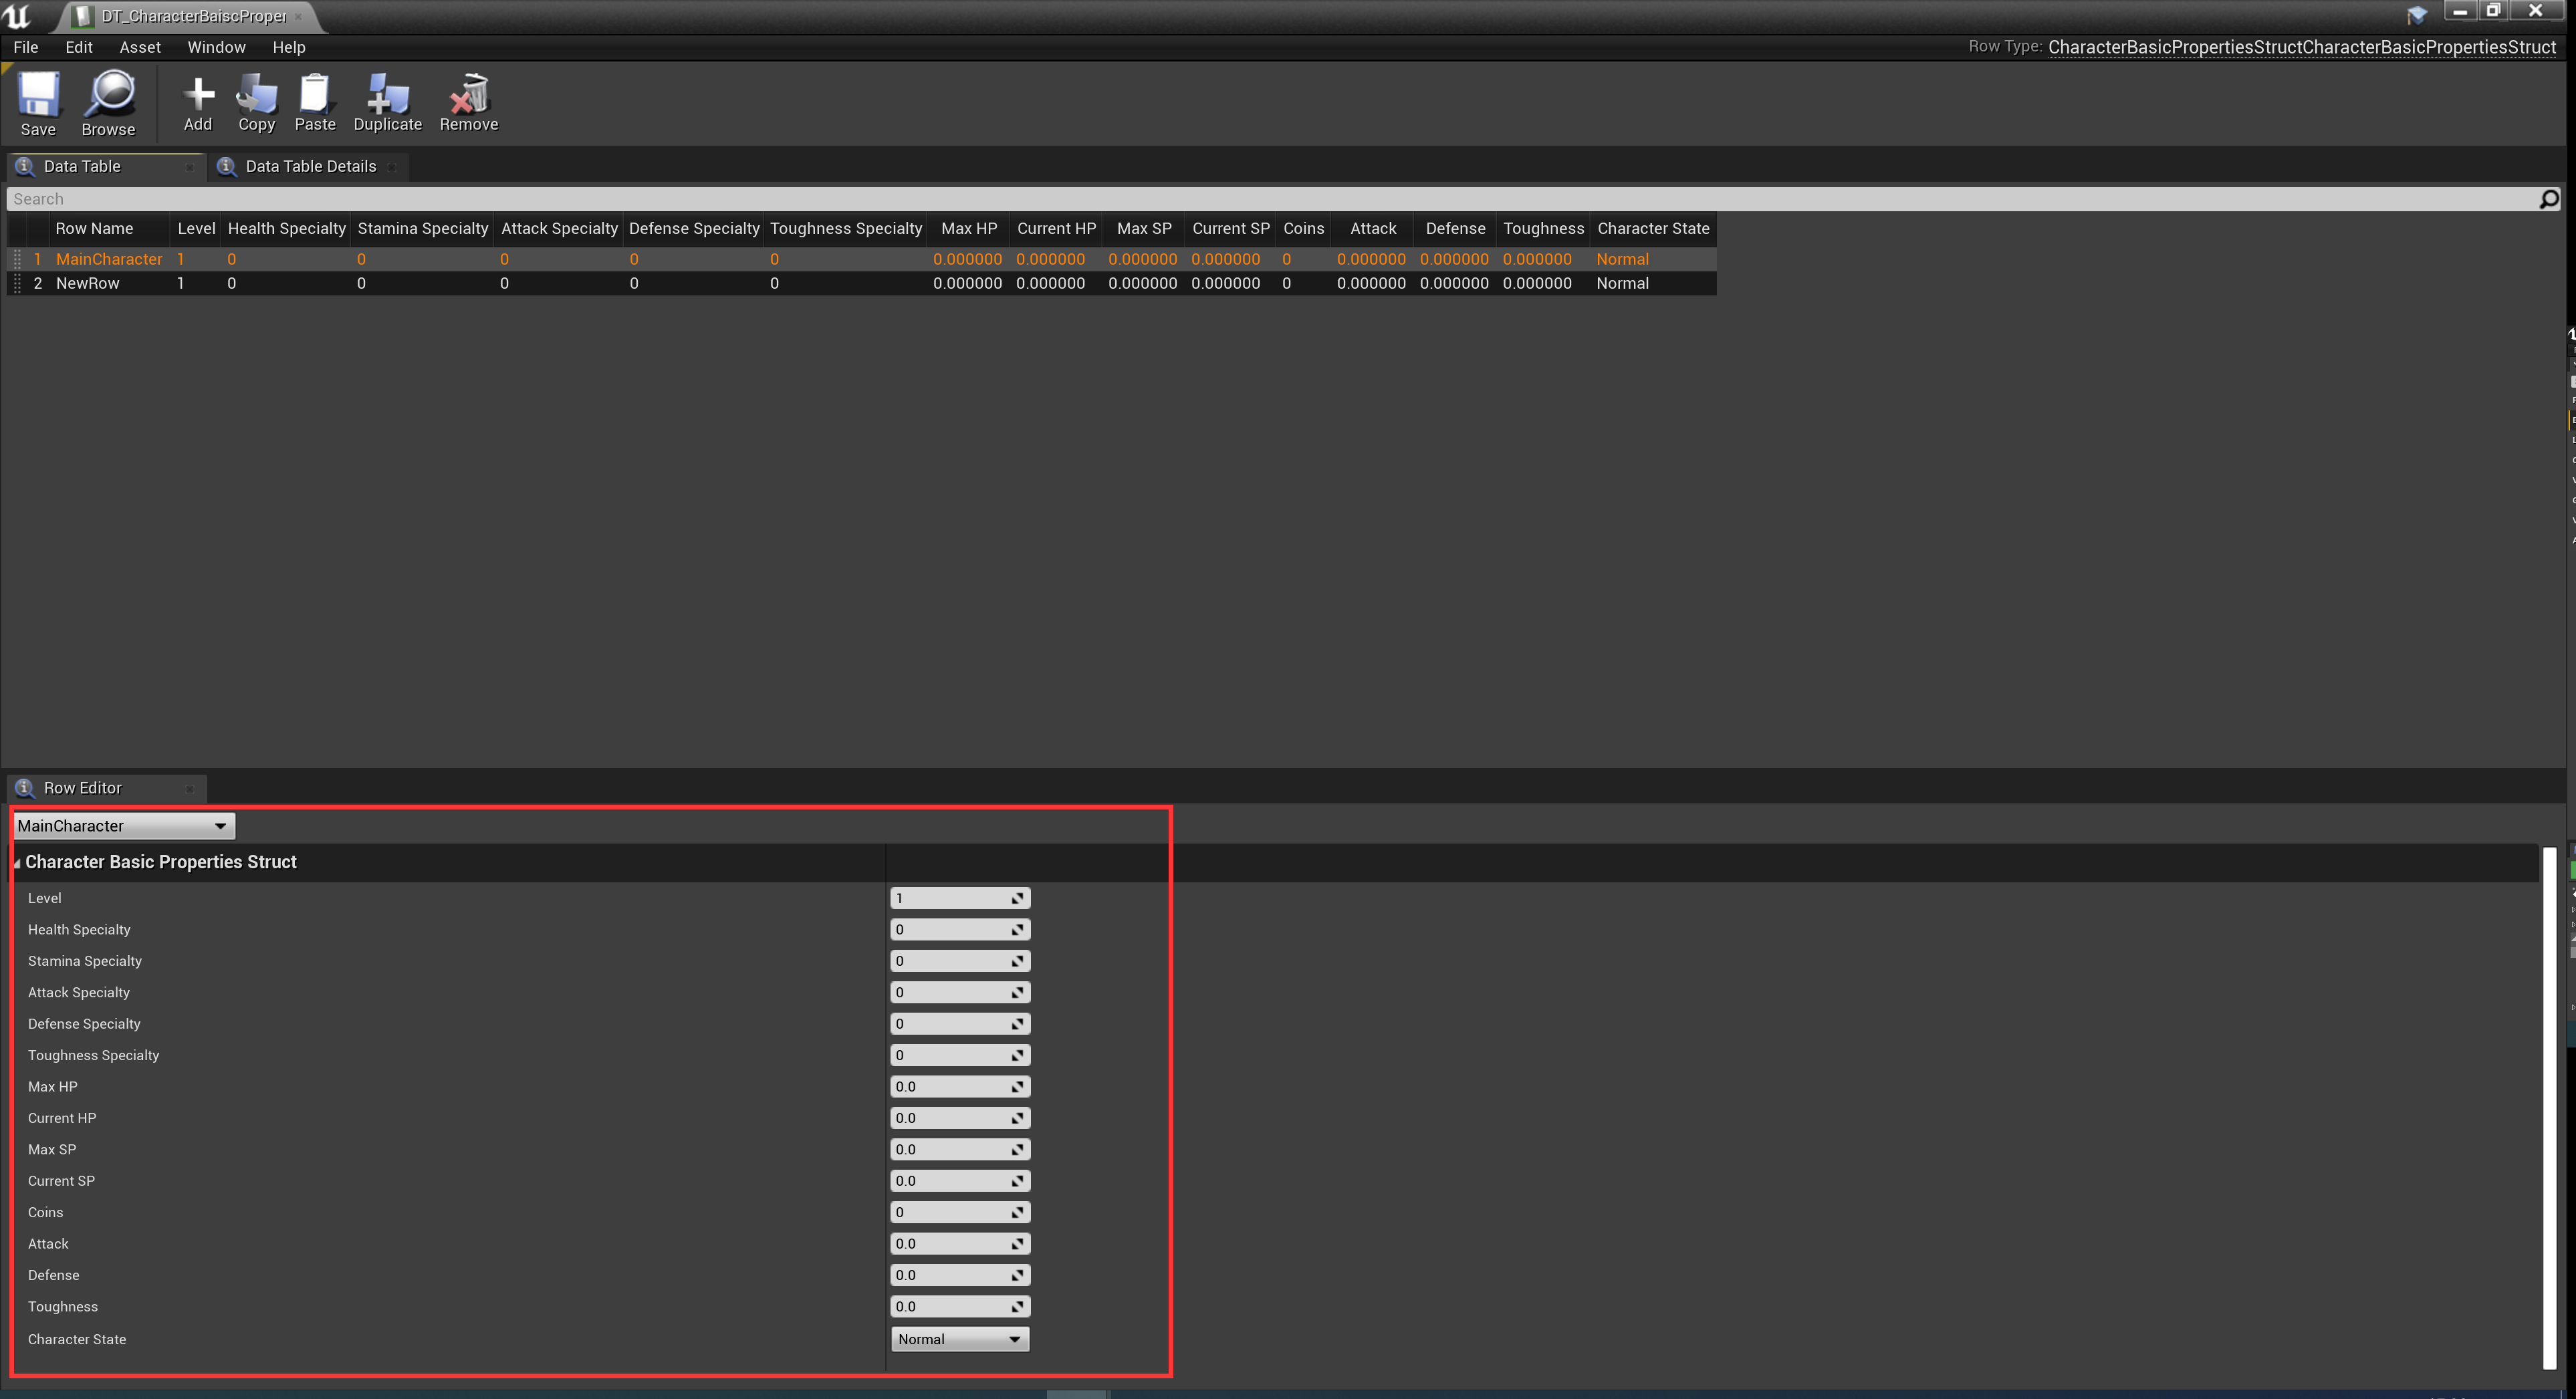 DT_CharacterBaiscProper
File Edit Asset Window Help
Row Type: CharacterBasicPropertiesStructCharacterBasicPropertiesStruct
Save Browse Add Copy Paste Duplicate Remove
Data Table Data Table Details
Search
Row Name Level Health Specialty Stamina Specialty Attack Specialty Defense Specialty Toughness Specialty Max HP Current HP Max SP Current SP Coins Attack Defense Toughness Character State
1 MainCharacter 1 0 0 0 0 0 0.000000 0.000000 0.000000 0.000000 0 0.000000 0.000000 0.000000 Normal
2 NewRow 1 0 0 0 0 0 0.000000 0.000000 0.000000 0.000000 0 0.000000 0.000000 0.000000 Normal
Row Editor
MainCharacter
Character Basic Properties Struct
Level 1
Health Specialty 0
Stamina Specialty 0
Attack Specialty 0
Defense Specialty 0
Toughness Specialty 0
Max HP 0.0
Current HP 0.0
Max SP 0.0
Current SP 0.0
Coins 0
Attack 0.0
Defense 0.0
Toughness 0.0
Character State Normal